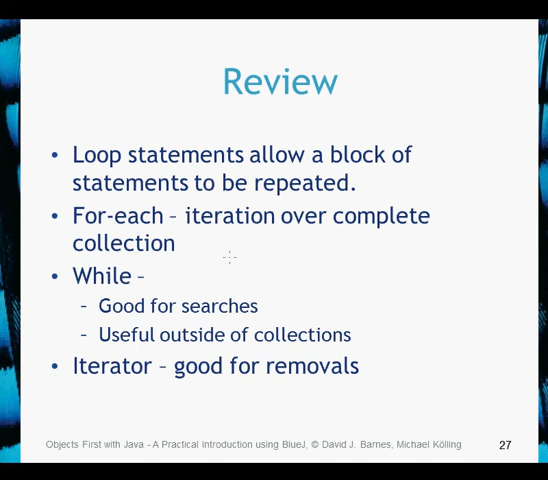 Review
• Loop statements allow a block of
statements to be repeated.
• For-each – iteration over complete
collection
• While –
– Good for searches
– Useful outside of collections
• Iterator – good for removals
Objects First with Java - A Practical Introduction using BlueJ, © David J. Barnes, Michael Kölling
27